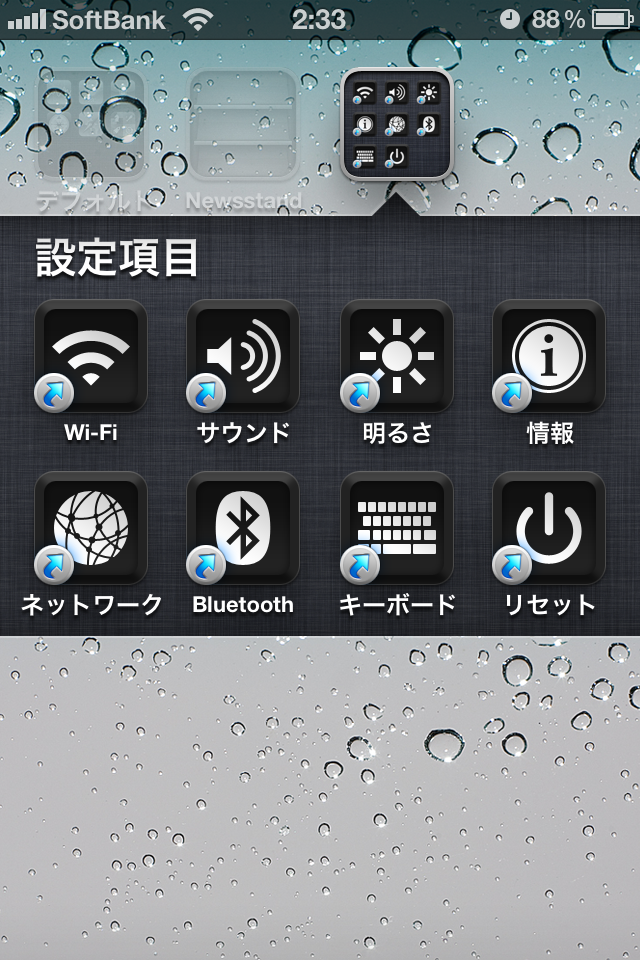 SoftBank 2:33 88%
デフォルト Newsstand
設定項目
Wi-Fi サウンド 明るさ 情報
ネットワーク Bluetooth キーボード リセット